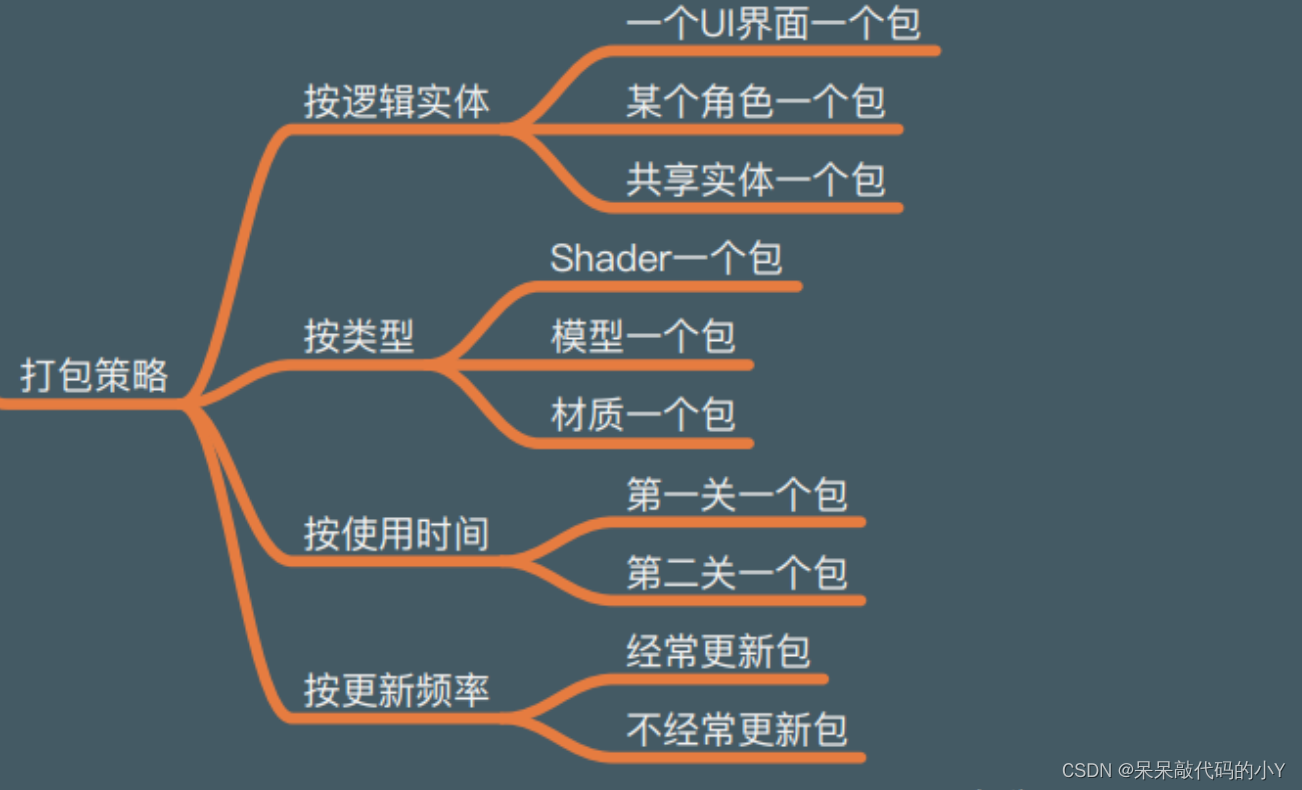 打包策略
按逻辑实体
一个UI界面一个包
某个角色一个包
共享实体一个包
按类型
Shader一个包
模型一个包
材质一个包
按使用时间
第一关一个包
第二关一个包
按更新频率
经常更新包
不经常更新包
CSDN @呆呆敲代码的小Y